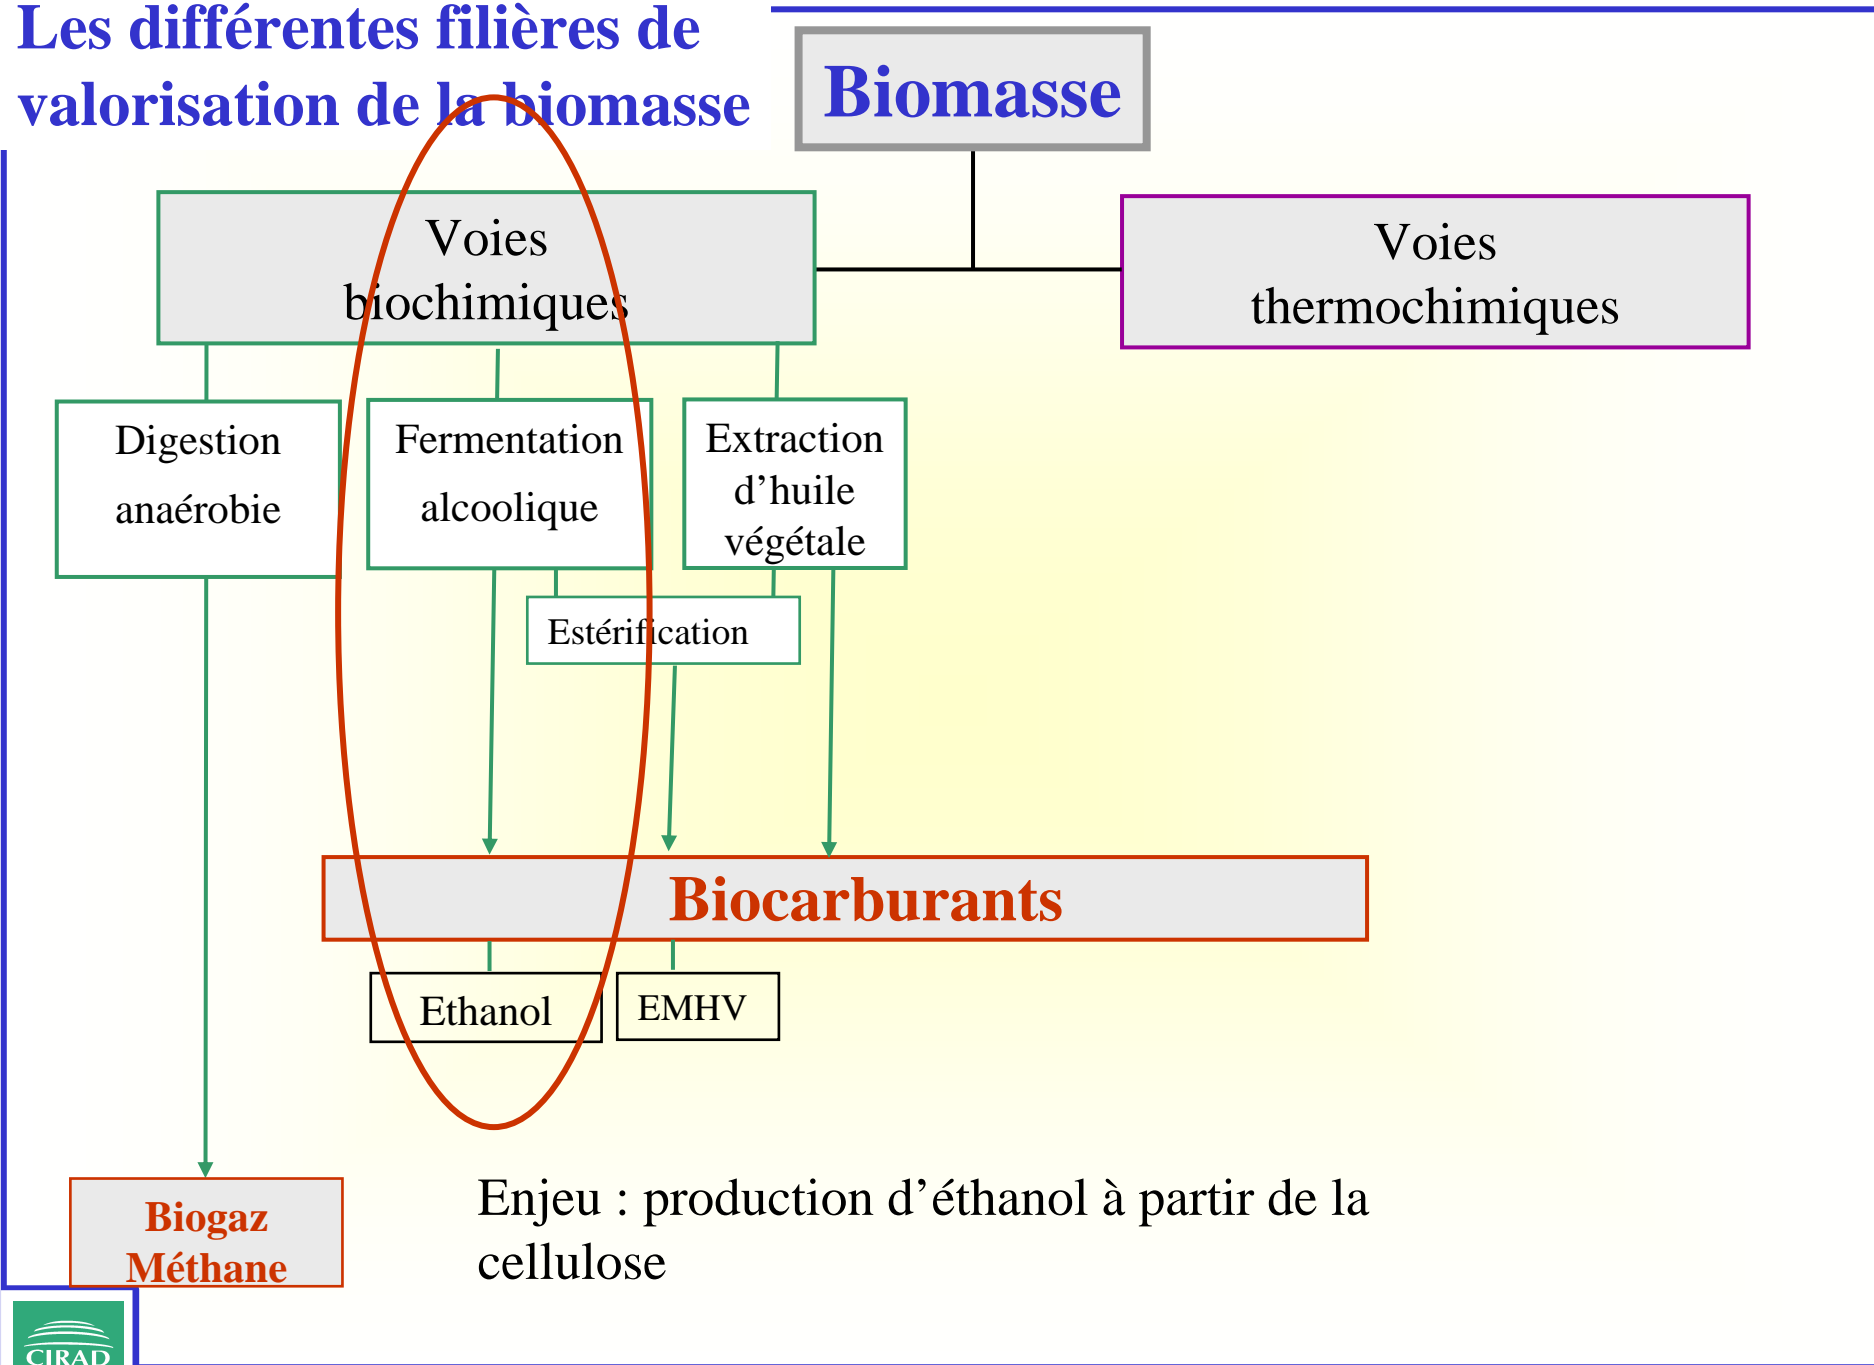 Les différentes filières de
valorisation de la biomasse
Biomasse
Voies
biochimiques
Voies
thermochimiques
Digestion
anaérobie
Fermentation
alcoolique
Extraction
d’huile
végétale
Estérification
Biocarburants
Ethanol
EMHV
Biogaz
Méthane
Enjeu : production d’éthanol à partir de la
cellulose
CIRAD